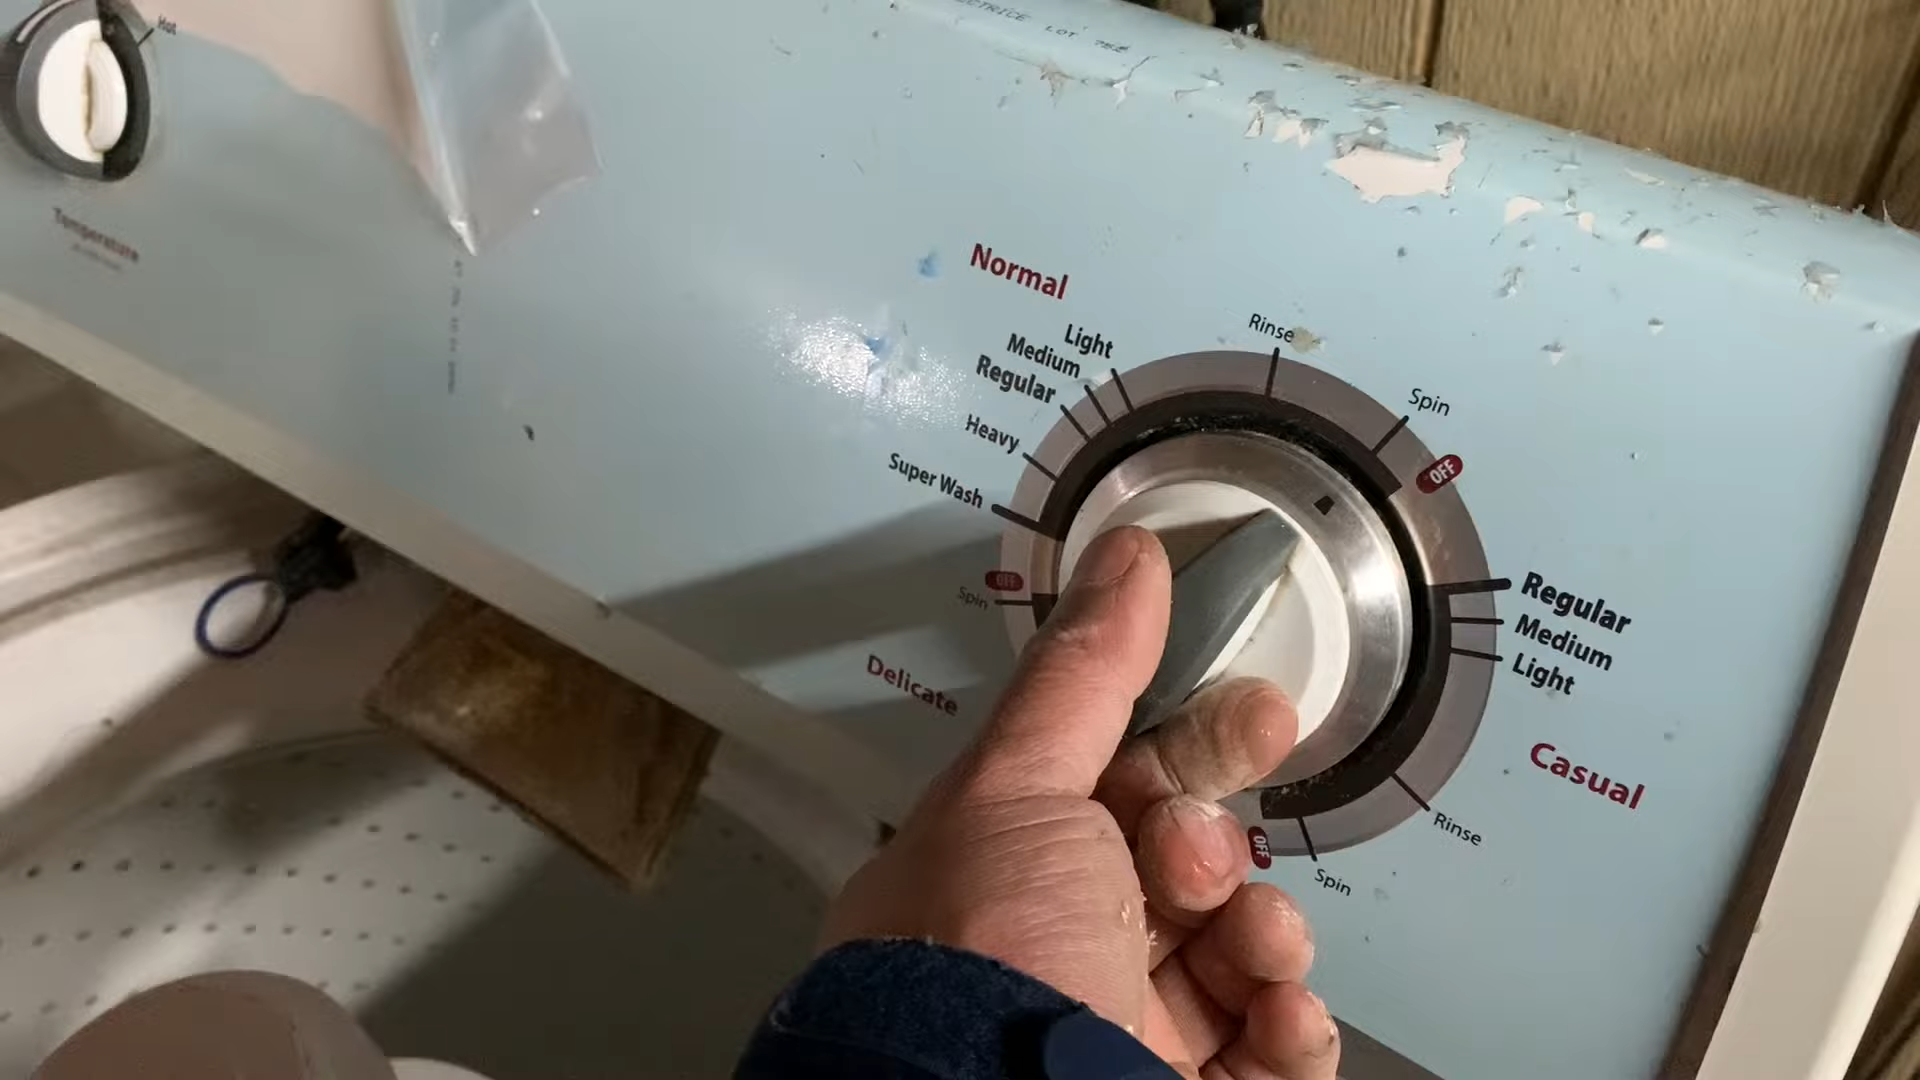 Hot
Temperature
LOT
Normal
Light
Medium
Regular
Heavy
Super Wash
OFF
Spin
Delicate
Rinse
Spin
OFF
Regular
Medium
Light
Casual
Rinse
Spin
OFF